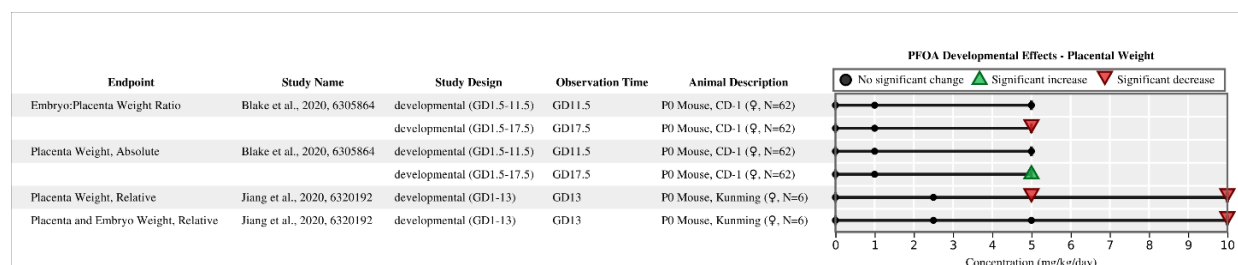 PFOA Developmental Effects - Placental Weight
Endpoint Study Name Study Design Observation Time Animal Description
No significant change Significant increase Significant decrease
Embryo:Placenta Weight Ratio Blake et al., 2020, 6305864 developmental (GD1.5-11.5) GD11.5 P0 Mouse, CD-1 (♀, N=62)
developmental (GD1.5-17.5) GD17.5 P0 Mouse, CD-1 (♀, N=62)
Placenta Weight, Absolute Blake et al., 2020, 6305864 developmental (GD1.5-11.5) GD11.5 P0 Mouse, CD-1 (♀, N=62)
developmental (GD1.5-17.5) GD17.5 P0 Mouse, CD-1 (♀, N=62)
Placenta Weight, Relative Jiang et al., 2020, 6320192 developmental (GD1-13) GD13 P0 Mouse, Kunming (♀, N=6)
Placenta and Embryo Weight, Relative Jiang et al., 2020, 6320192 developmental (GD1-13) GD13 P0 Mouse, Kunming (♀, N=6)
0 1 2 3 4 5 6 7 8 9 10
Concentration (mg/kg/day)